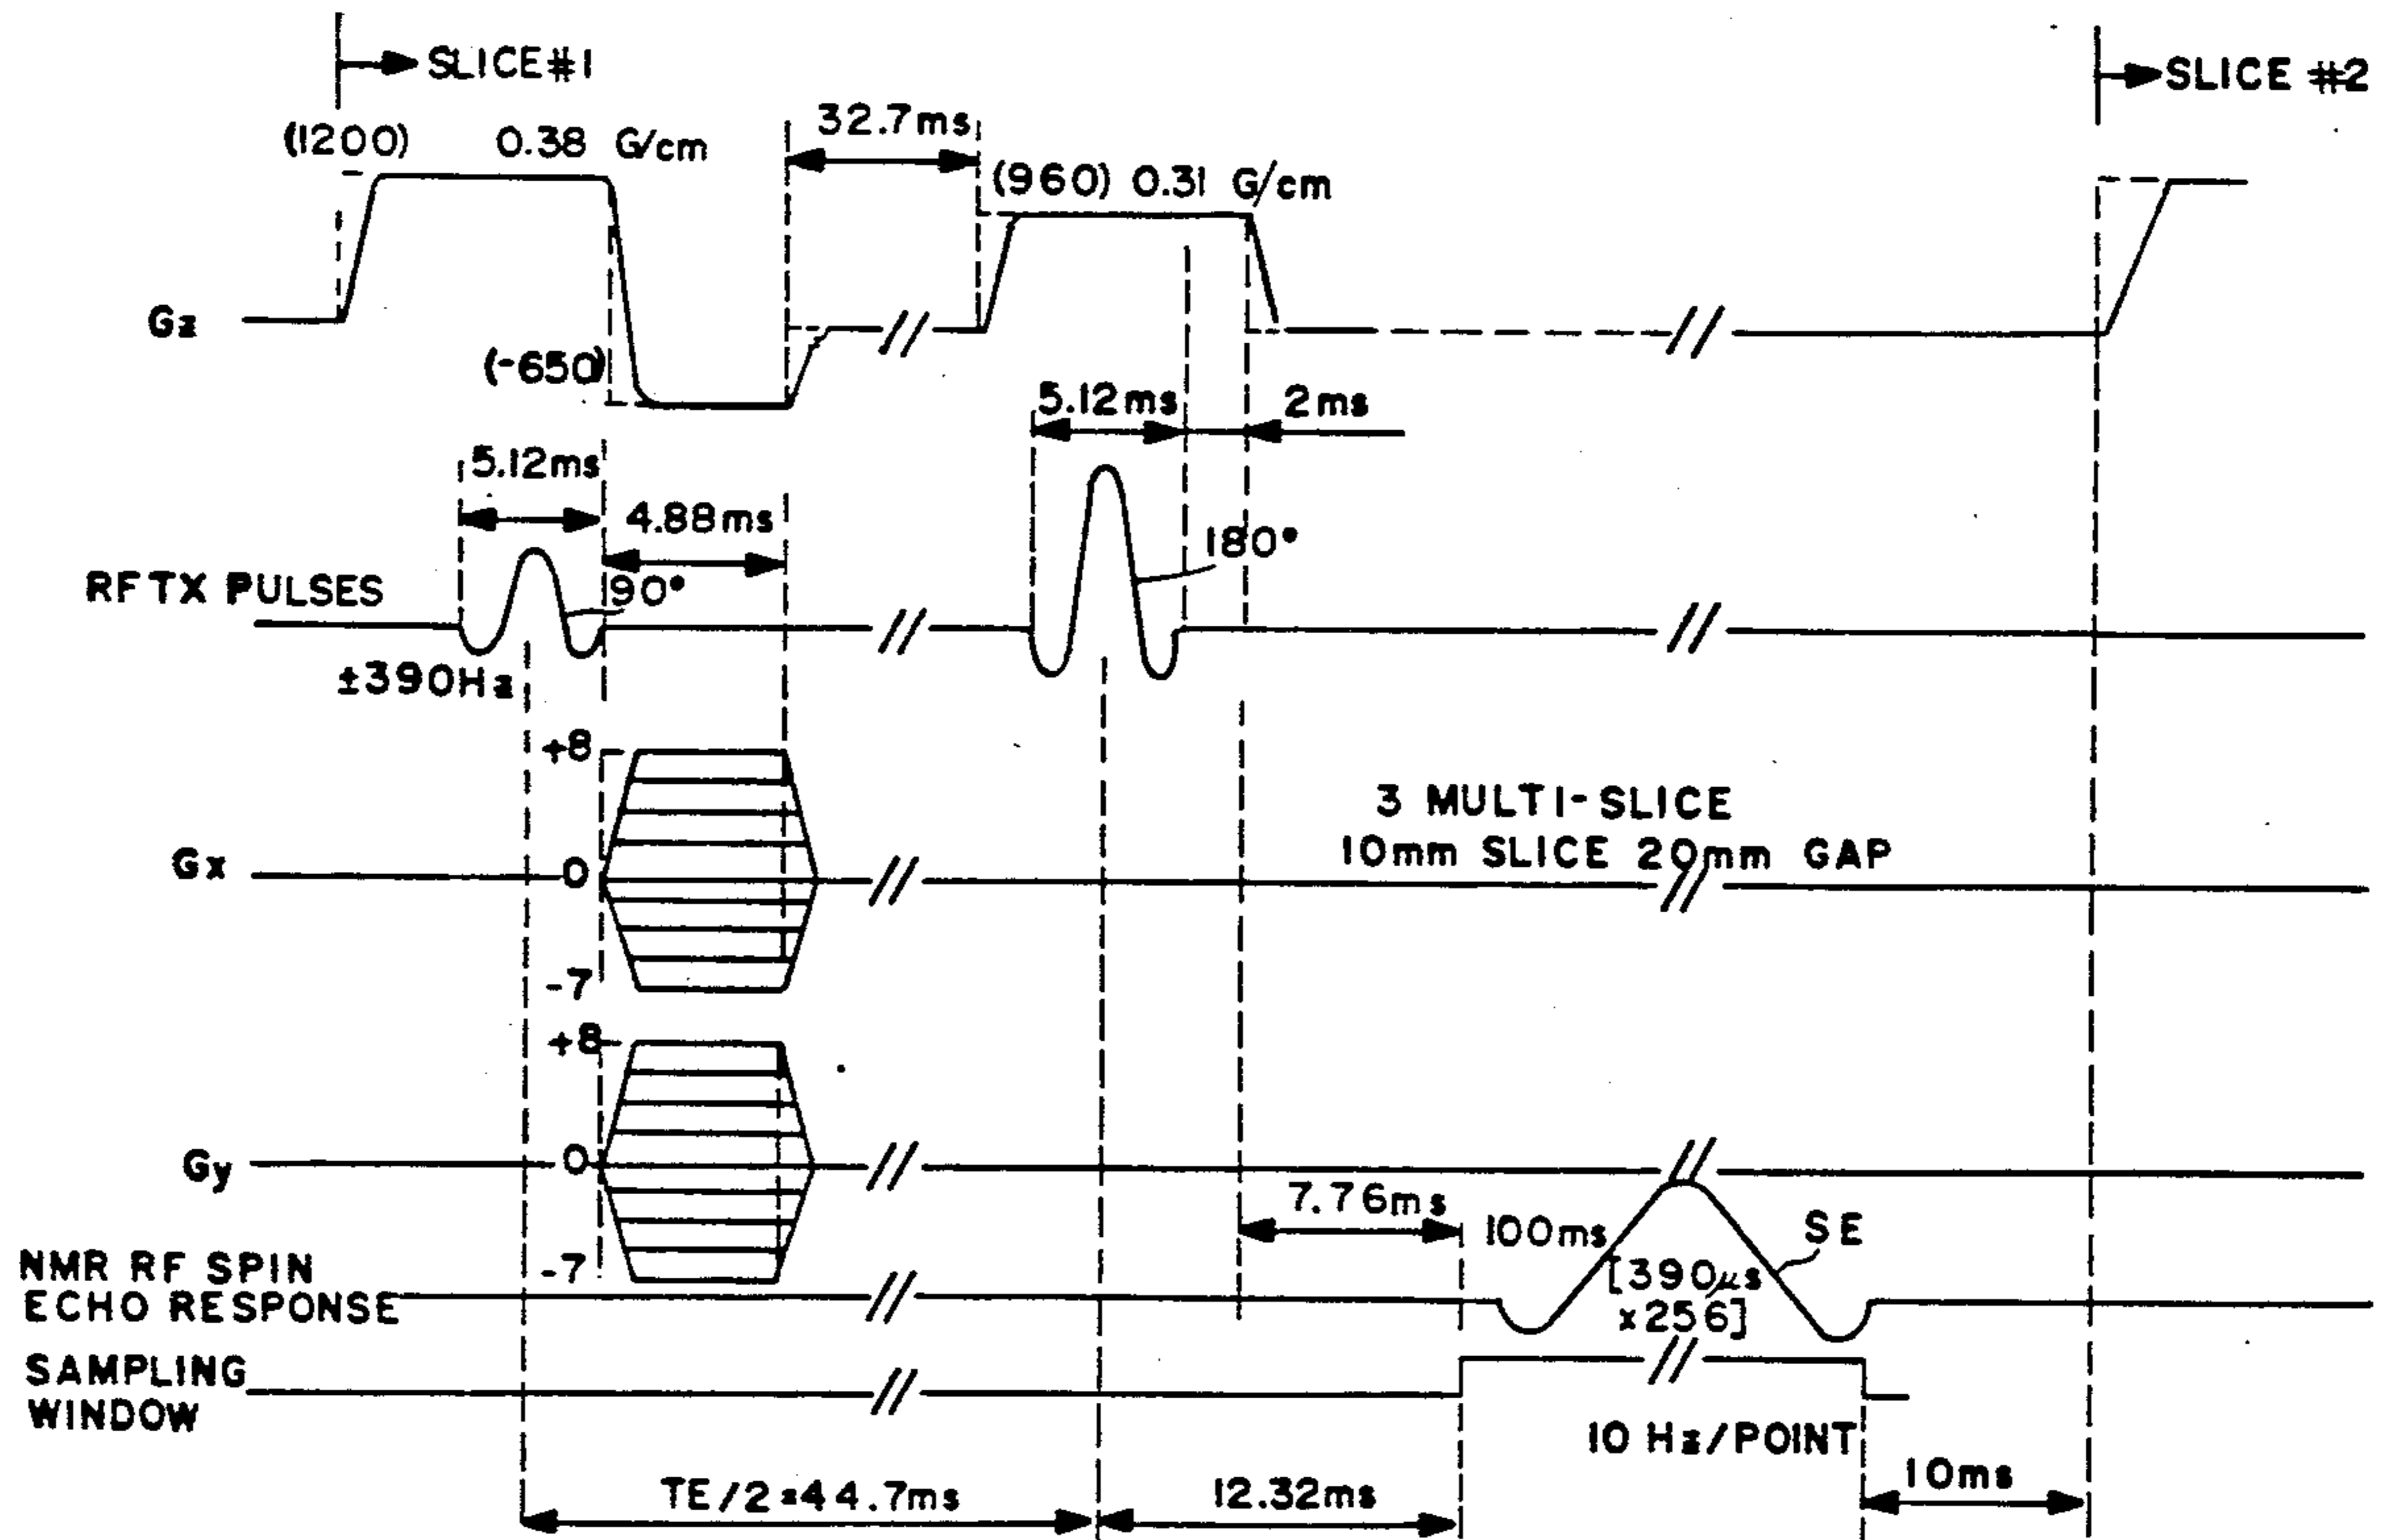 SLICE #1
SLICE #2
(1200) 0.38 G/cm
32.7ms
(960) 0.31 G/cm
Gz
(-650)
5.12ms
2ms
5.12ms
4.88ms
180°
90°
RF TX PULSES
±390Hz
+8
3 MULTI-SLICE
10mm SLICE 20mm GAP
Gx
0
-7
+8
Gy
0
7.76ms
100ms
SE
-7
[390μs
x256]
NMR RF SPIN
ECHO RESPONSE
SAMPLING
WINDOW
10 Hz/POINT
10ms
TE/2=44.7ms
12.32ms